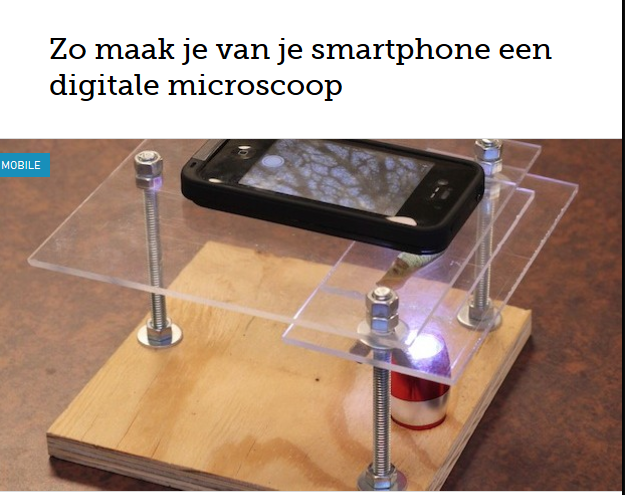 Zo maak je van je smartphone een
digitale microscoop
MOBILE